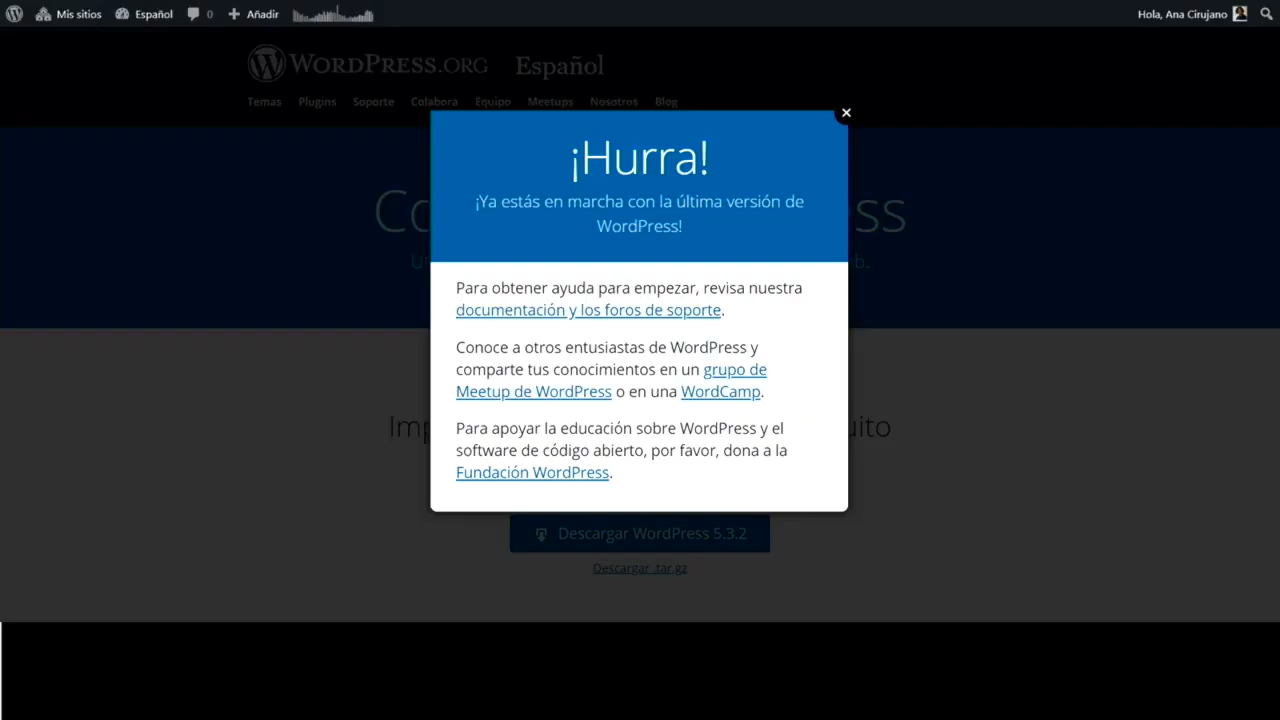 Mis sitios Español 0 Añadir Hola, Ana Cirujano
WORDPRESS.ORG Español
Temas Plugins Soporte Colabora Equipo Meetups Nosotros Blog
¡Hurra!
¡Ya estás en marcha con la última versión de
WordPress!
Para obtener ayuda para empezar, revisa nuestra
documentación y los foros de soporte.
Conoce a otros entusiastas de WordPress y
comparte tus conocimientos en un grupo de
Meetup de WordPress o en una WordCamp.
Para apoyar la educación sobre WordPress y el
software de código abierto, por favor, dona a la
Fundación WordPress.
Descargar WordPress 5.3.2
Descargar .tar.gz